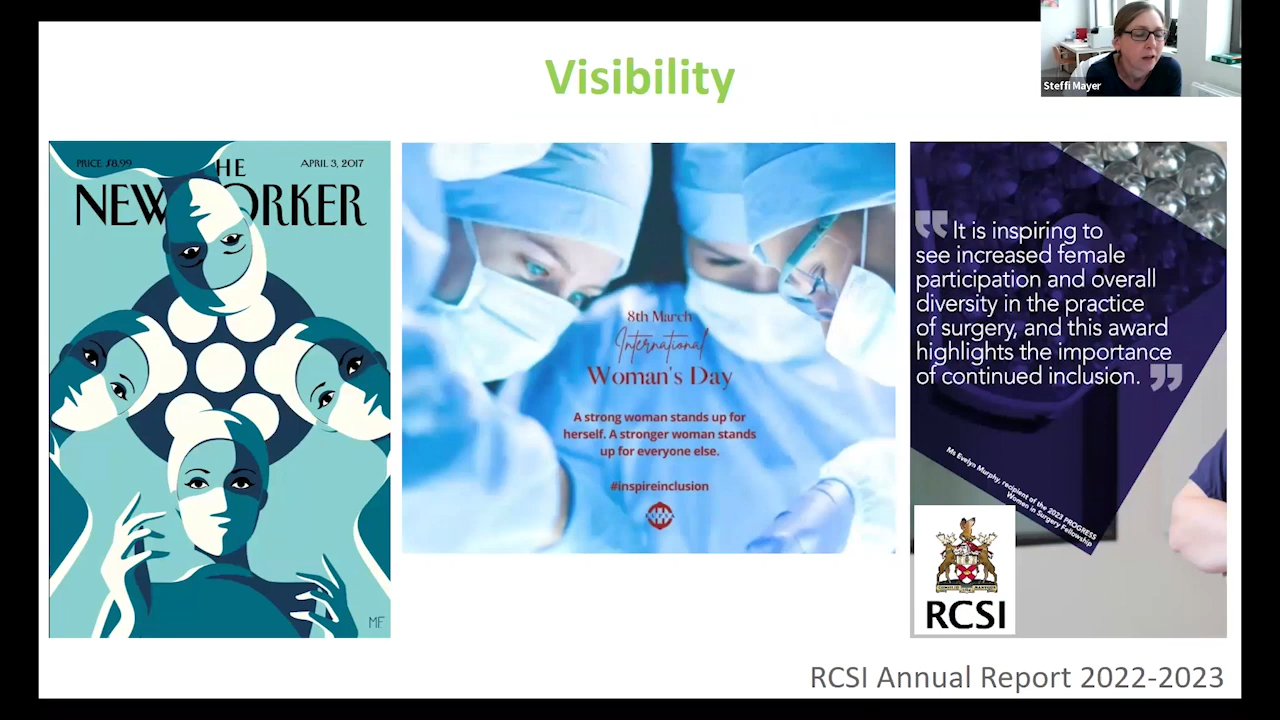 Visibility
Steffi Mayer
PRICE $8.99
THE
APRIL 3, 2017
NEW YORKER
MF
8th March
International
Woman's Day
A strong woman stands up for
herself. A stronger woman stands
up for everyone else.
#inspireinclusion
“It is inspiring to
see increased female
participation and overall
diversity in the practice
of surgery, and this award
highlights the importance
of continued inclusion.”
Ms Evelyn Murphy, recipient of the 2023 PROGRESS
Women in Surgery Fellowship
RCSI
RCSI Annual Report 2022-2023